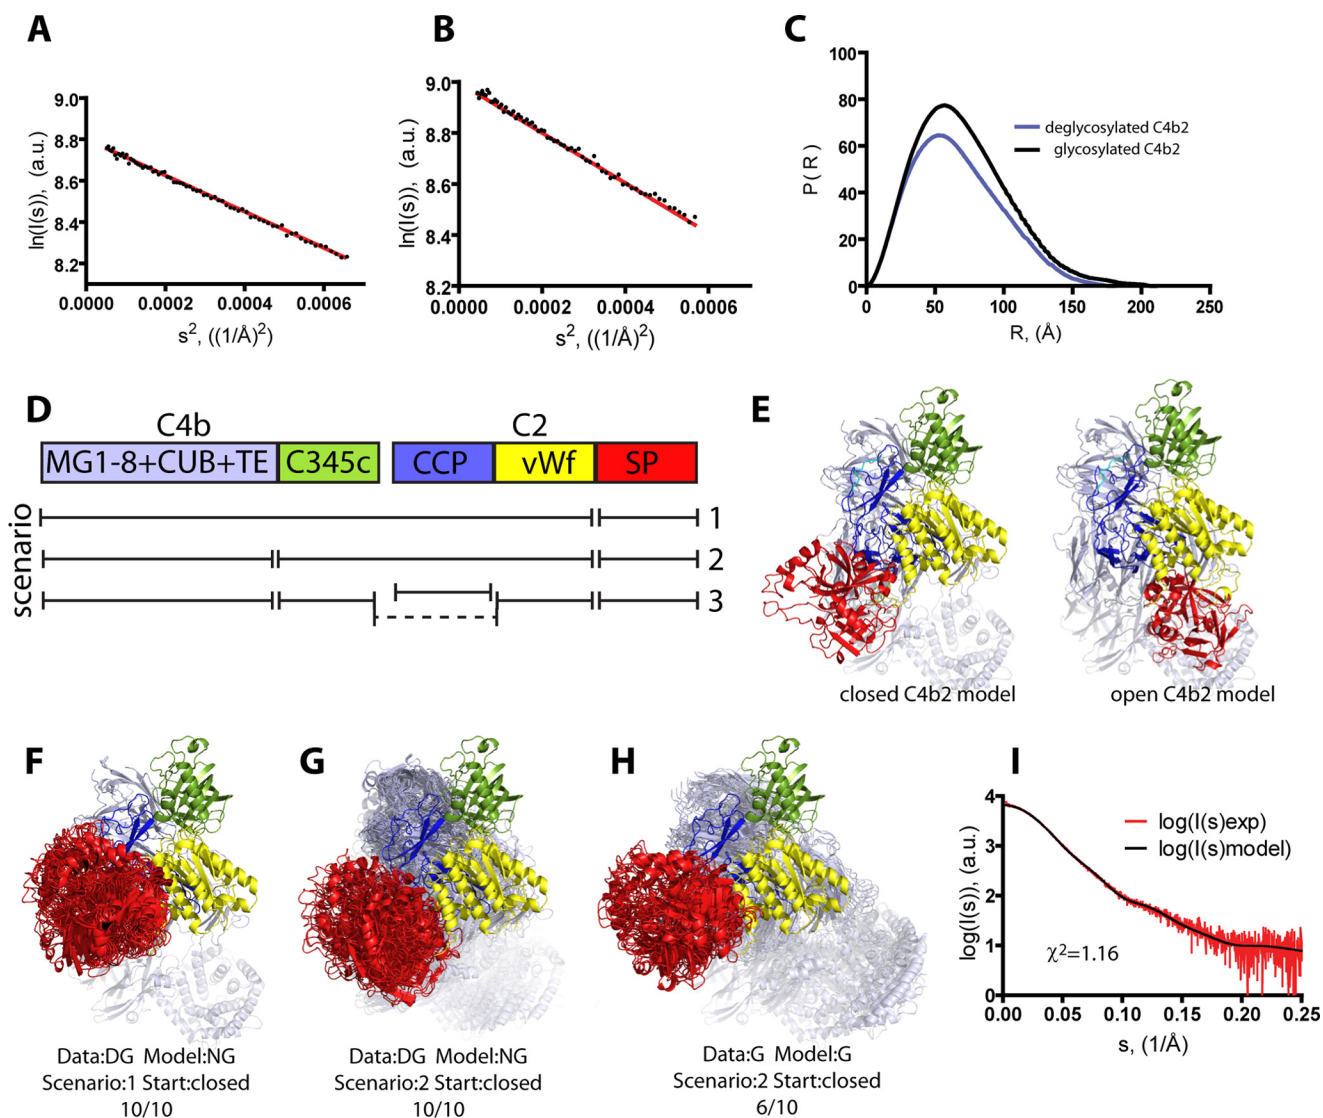 A
ln(I(s)), (a.u.)
9.0
8.8
8.6
8.4
8.2
0.0000 0.0002 0.0004 0.0006
s², ((1/Å)²)
B
ln(I(s)), (a.u.)
9.0
8.8
8.6
8.4
8.2
0.0000 0.0002 0.0004 0.0006
s², ((1/Å)²)
C
P(R)
100
80
60
40
20
0
0 50 100 150 200 250
R, (Å)
deglycosylated C4b2
glycosylated C4b2
D
C4b C2
MG1-8+CUB+TE C345c CCP vWf SP
scenario
1
2
3
E
closed C4b2 model
open C4b2 model
F
Data:DG Model:NG
Scenario:1 Start:closed
10/10
G
Data:DG Model:NG
Scenario:2 Start:closed
10/10
H
Data:G Model:G
Scenario:2 Start:closed
6/10
I
log(I(s)), (a.u.)
4
3
2
1
0
log(I(s)exp)
log(I(s)model)
χ²=1.16
0.00 0.05 0.10 0.15 0.20 0.25
s, (1/Å)